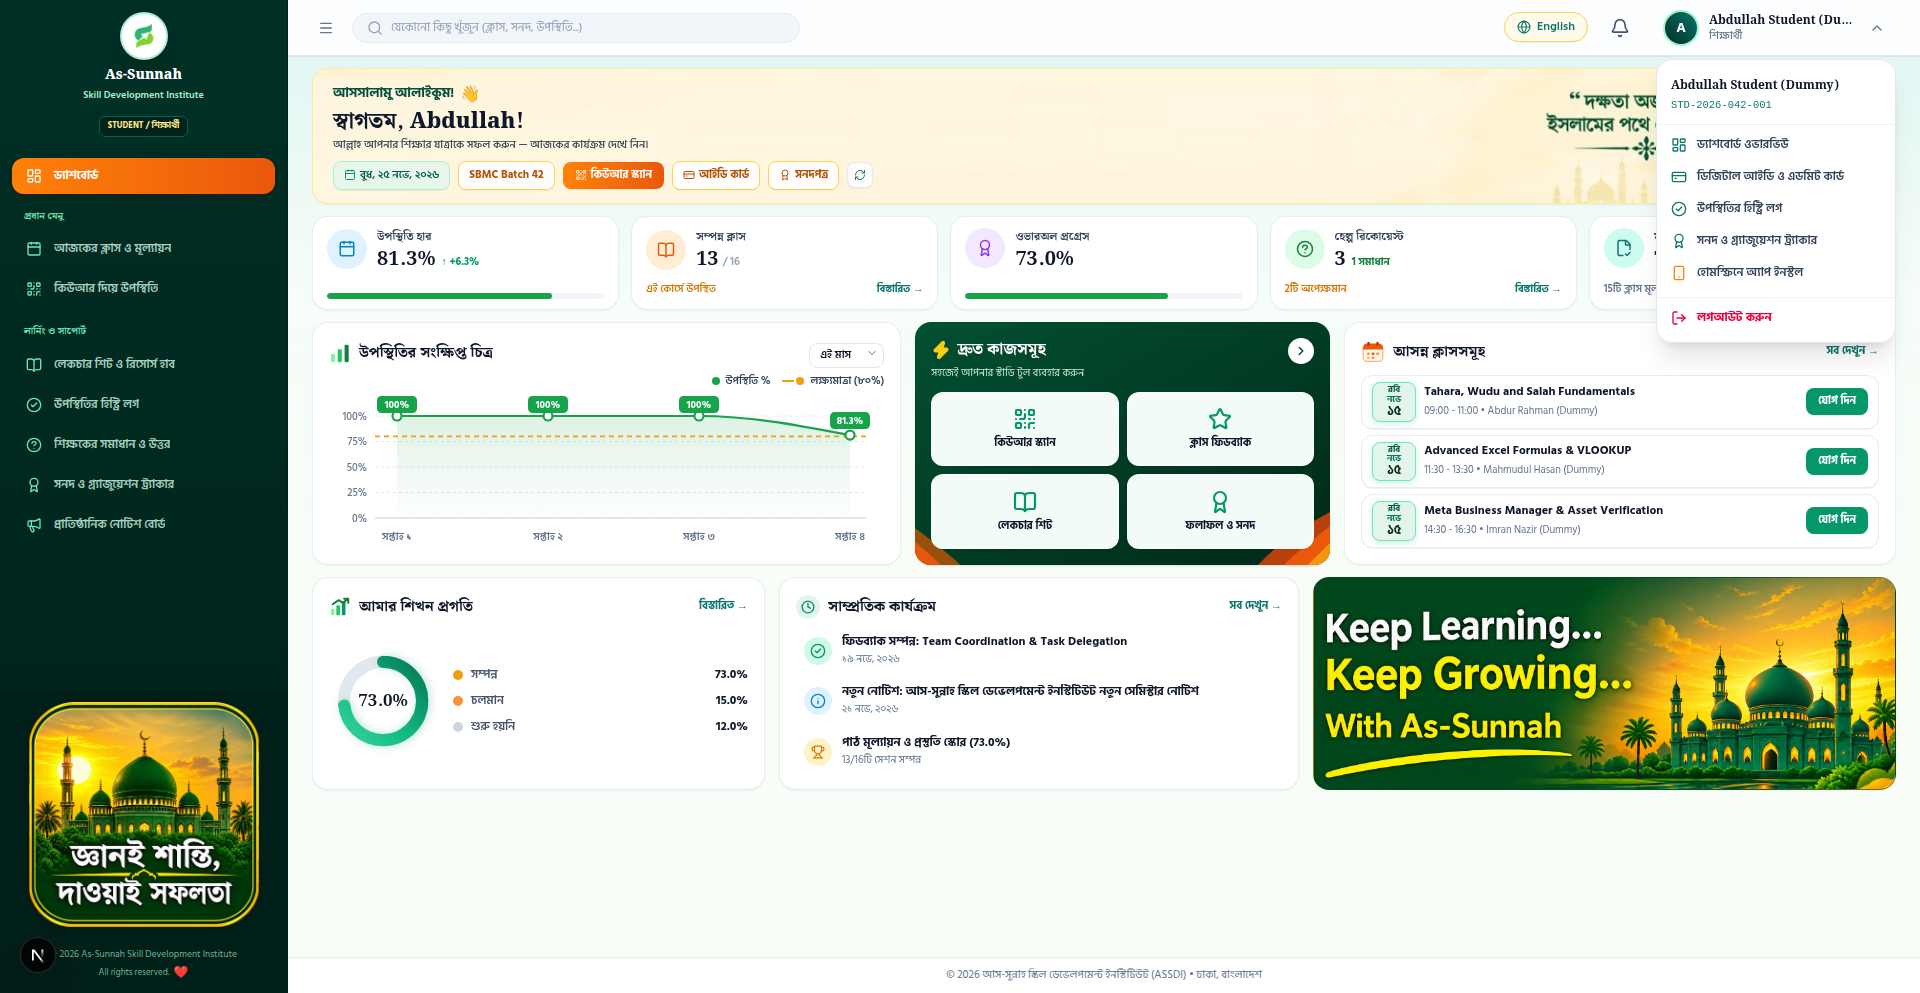 As-Sunnah
Skill Development Institute
STUDENT / শিক্ষার্থী
ড্যাশবোর্ড
প্রধান মেনু
আজকের ক্লাস ও মূল্যায়ন
কিউআর দিয়ে উপস্থিতি
লার্নিং ও সাপোর্ট
লেকচার শিট ও রিসোর্স হাব
উপস্থিতির হিস্ট্রি লগ
শিক্ষকের সমাধান ও উত্তর
সনদ ও গ্র্যাজুয়েশন ট্র্যাকার
প্রাতিষ্ঠানিক নোটিশ বোর্ড
জ্ঞানই শান্তি,
দাওয়াই সফলতা
N
2026 As-Sunnah Skill Development Institute
All rights reserved. ❤️
যেকোনো কিছু খুঁজুন (ক্লাস, সনদ, উপস্থিতি...)
English
A
Abdullah Student (Du...
শিক্ষার্থী
Abdullah Student (Dummy)
STD-2026-042-001
ড্যাশবোর্ড ওভারভিউ
ডিজিটাল আইডি ও এডমিট কার্ড
উপস্থিতির হিস্ট্রি লগ
সনদ ও গ্র্যাজুয়েশন ট্র্যাকার
হোমস্ক্রিনে অ্যাপ ইনস্টল
লগআউট করুন
আসসালামু আলাইকুম! 👋
স্বাগতম, Abdullah!
আল্লাহ আপনার শিক্ষার যাত্রাকে সফল করুন — আজকের কার্যক্রম দেখে নিন।
বুধ, ২৫ নভে, ২০২৬
SBMC Batch 42
কিউআর স্ক্যান
আইডি কার্ড
সনদপত্র
“ দক্ষতা
ইসলামের পথে
উপস্থিতি হার
81.3% ↑ +6.3%
সম্পন্ন ক্লাস
13 / 16
এই কোর্সে উপস্থিত
বিস্তারিত →
ওভারঅল প্রগ্রেস
73.0%
হেল্প রিকোয়েস্ট
3 1 সমাধান
2টি অপেক্ষমান
বিস্তারিত →
15টি ক্লাস
উপস্থিতির সংক্ষিপ্ত চিত্র
এই মাস
উপস্থিতি %
লক্ষ্যমাত্রা (৮০%)
100%
75%
50%
25%
0%
100%
100%
100%
81.3%
সপ্তাহ ১
সপ্তাহ ২
সপ্তাহ ৩
সপ্তাহ ৪
দ্রুত কাজসমূহ
সহজেই আপনার স্টাডি টুল ব্যবহার করুন
কিউআর স্ক্যান
ক্লাস ফিডব্যাক
লেকচার শিট
ফলাফল ও সনদ
আসন্ন ক্লাসসমূহ
সব দেখুন →
রবি
নভে
১৫
Tahara, Wudu and Salah Fundamentals
09:00 - 11:00 • Abdur Rahman (Dummy)
যোগ দিন
রবি
নভে
১৫
Advanced Excel Formulas & VLOOKUP
11:30 - 13:30 • Mahmudul Hasan (Dummy)
যোগ দিন
রবি
নভে
১৫
Meta Business Manager & Asset Verification
14:30 - 16:30 • Imran Nazir (Dummy)
যোগ দিন
আমার শিখন প্রগতি
বিস্তারিত →
73.0%
সম্পন্ন 73.0%
চলমান 15.0%
শুরু হয়নি 12.0%
সাম্প্রতিক কার্যক্রম
সব দেখুন →
ফিডব্যাক সম্পন্ন: Team Coordination & Task Delegation
১৯ নভে, ২০২৬
নতুন নোটিশ: আস-সুন্নাহ স্কিল ডেভেলপমেন্ট ইনস্টিটিউট নতুন সেমিস্টার নোটিশ
২১ নভে, ২০২৬
পাঠ মূল্যায়ন ও প্রস্তুতি স্কোর (73.0%)
13/16টি সেশন সম্পন্ন
Keep Learning...
Keep Growing...
With As-Sunnah
© 2026 আস-সুন্নাহ স্কিল ডেভেলপমেন্ট ইনস্টিটিউট (ASSDI) • ঢাকা, বাংলাদেশ